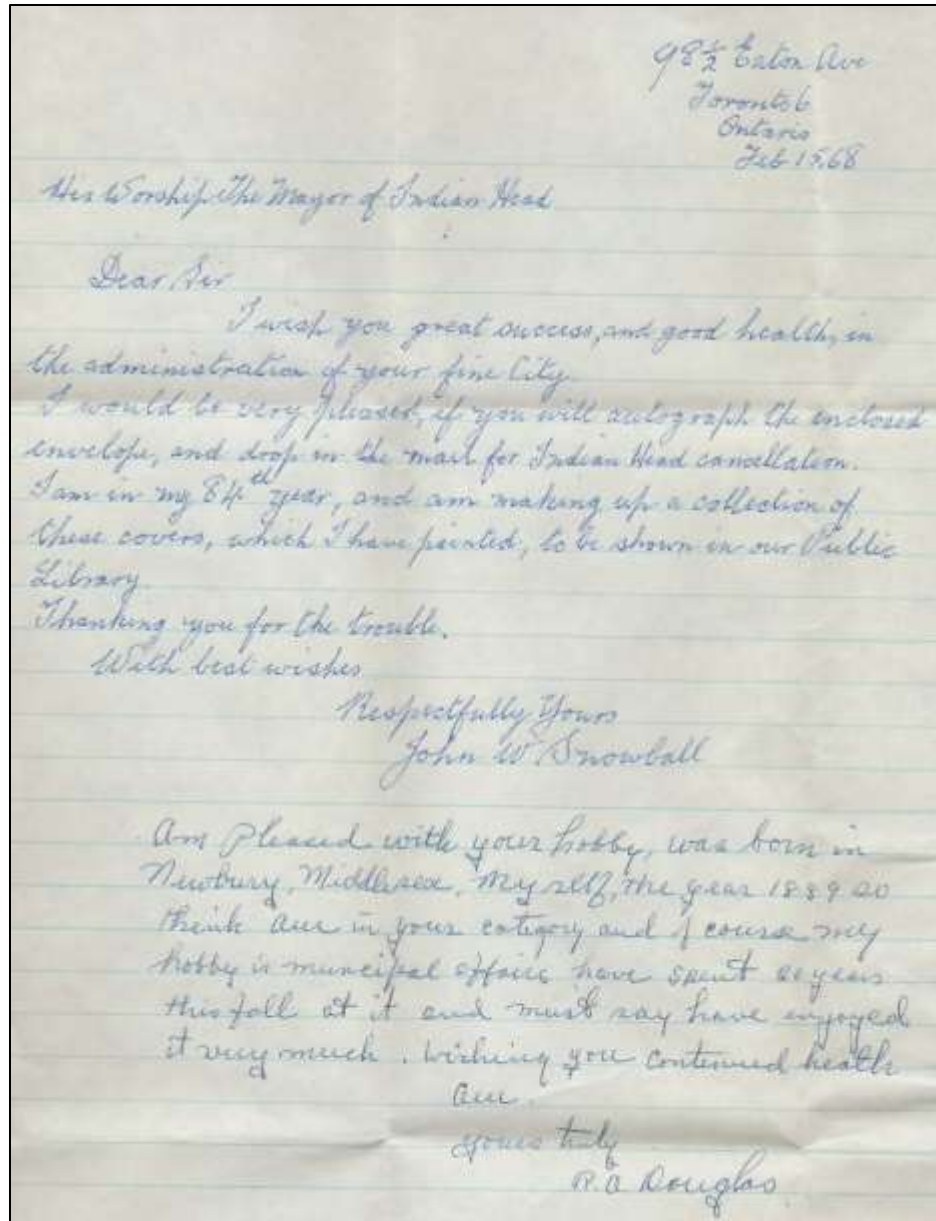 98½ Eaton Ave
Toronto 6
Ontario
Feb 15, 68
His Worship The Mayor of Indian Head
Dear Sir
I wish you great success, and good health, in
the administration of your fine City.
I would be very pleased, if you will autograph the enclosed
envelope, and drop in the mail for Indian Head cancellation.
I am in my 84th year, and am making up a collection of
these covers, which I have painted, to be shown in our Public
Library.
Thanking you for the trouble.
With best wishes
Respectfully Yours
John W Snowball
Am pleased with your hobby, was born in
Newbury, Middlesex, My self, the year 1889 so
think am in your category and of course my
hobby is muncipal affairs have spent years
this fall at it and must say have enjoyed
it very much. Wishing you continued health
am.
yours truly
R.A Douglas